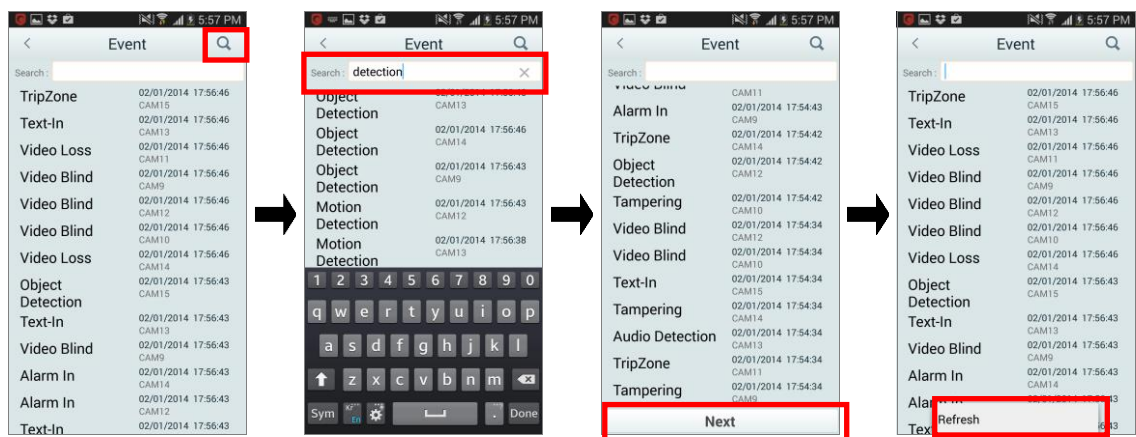 5:57 PM
Event
Search :
TripZone 02/01/2014 17:56:46
CAM15
Text-In 02/01/2014 17:56:46
CAM13
Video Loss 02/01/2014 17:56:46
CAM11
Video Blind 02/01/2014 17:56:46
CAM9
Video Blind 02/01/2014 17:56:46
CAM12
Video Blind 02/01/2014 17:56:46
CAM10
Video Loss 02/01/2014 17:56:46
CAM14
Object 02/01/2014 17:56:43
Detection CAM15
Text-In 02/01/2014 17:56:43
CAM13
Video Blind 02/01/2014 17:56:43
CAM9
Alarm In 02/01/2014 17:56:43
CAM14
Alarm In 02/01/2014 17:56:43
CAM12
Text-In 02/01/2014 17:56:43
5:57 PM
Event
Search : detection
Object
Detection CAM13
Object 02/01/2014 17:56:46
Detection CAM14
Object 02/01/2014 17:56:43
Detection CAM9
Motion 02/01/2014 17:56:43
Detection CAM12
Motion 02/01/2014 17:56:38
Detection CAM13
1 2 3 4 5 6 7 8 9 0
q w e r t y u i o p
a s d f g h j k l
z x c v b n m
Sym En . Done
5:57 PM
Event
Search :
Video Blind CAM11
Alarm In 02/01/2014 17:54:43
CAM9
TripZone 02/01/2014 17:54:42
CAM14
Object 02/01/2014 17:54:42
Detection CAM12
Tampering 02/01/2014 17:54:42
CAM10
Video Blind 02/01/2014 17:54:34
CAM12
Video Blind 02/01/2014 17:54:34
CAM10
Text-In 02/01/2014 17:54:34
CAM15
Tampering 02/01/2014 17:54:34
CAM14
Audio Detection 02/01/2014 17:54:34
CAM13
TripZone 02/01/2014 17:54:34
CAM11
Tampering 02/01/2014 17:54:34
CAM9
Next
5:57 PM
Event
Search :
TripZone 02/01/2014 17:56:46
CAM15
Text-In 02/01/2014 17:56:46
CAM13
Video Loss 02/01/2014 17:56:46
CAM11
Video Blind 02/01/2014 17:56:46
CAM9
Video Blind 02/01/2014 17:56:46
CAM12
Video Blind 02/01/2014 17:56:46
CAM10
Video Loss 02/01/2014 17:56:46
CAM14
Object 02/01/2014 17:56:43
Detection CAM15
Text-In 02/01/2014 17:56:43
CAM13
Video Blind 02/01/2014 17:56:43
CAM9
Alarm In 02/01/2014 17:56:43
CAM14
Refresh